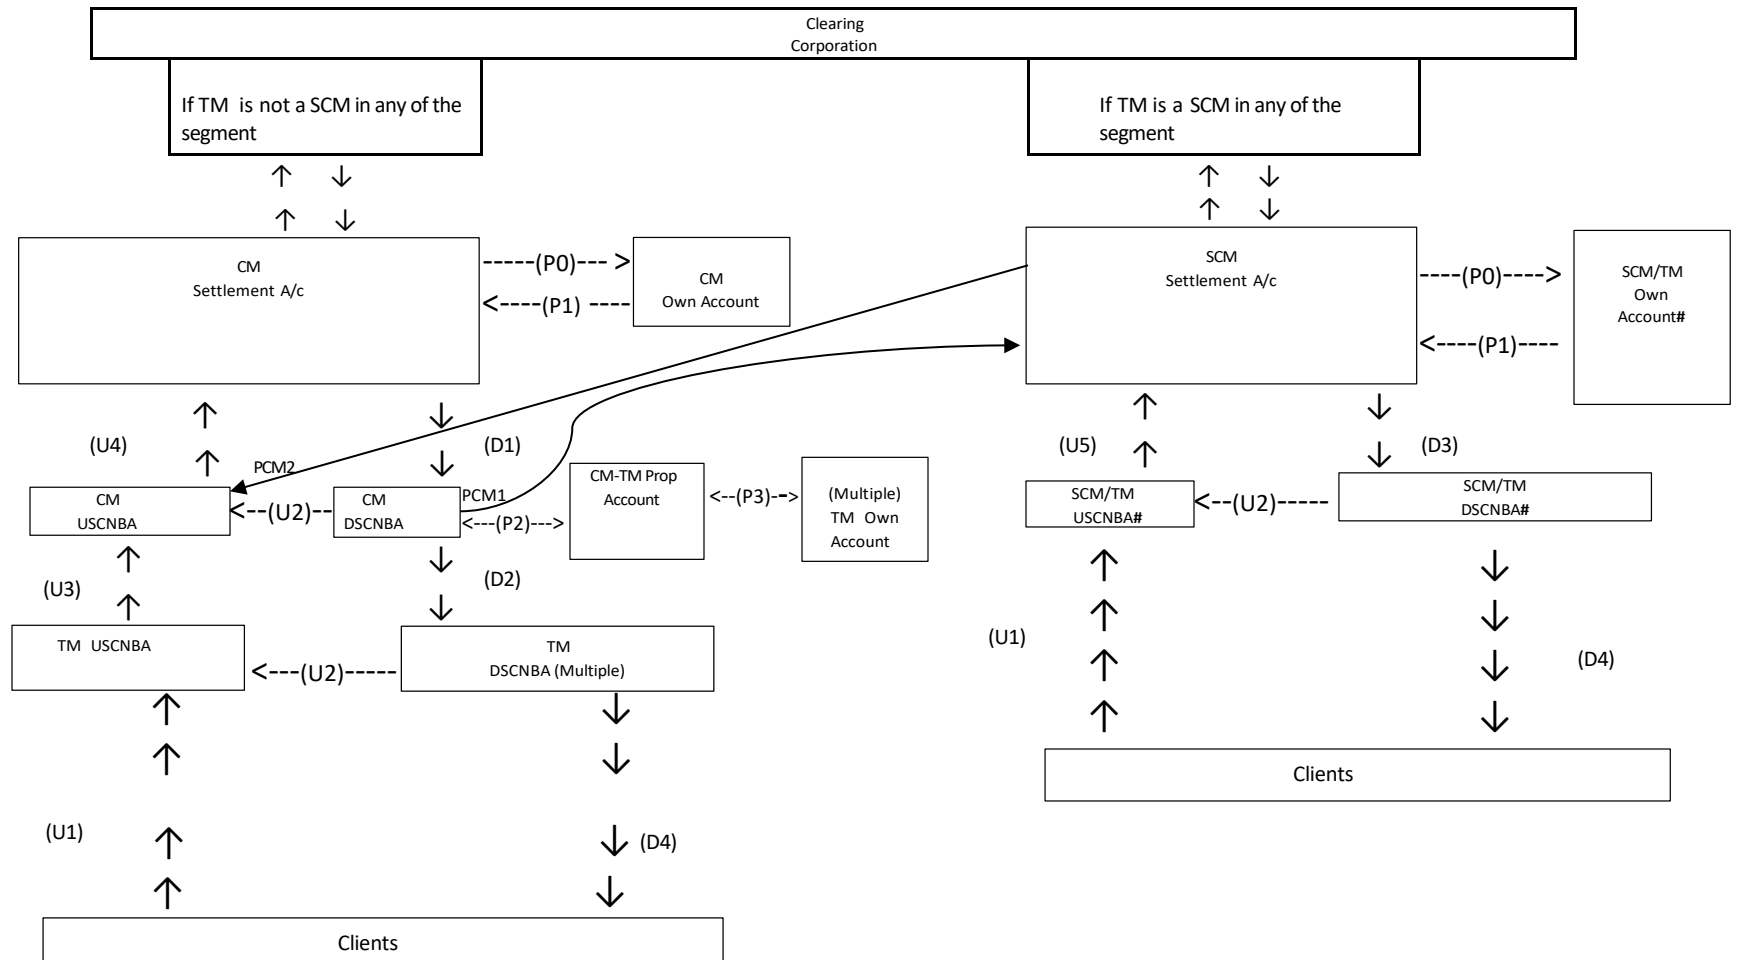 Clearing
Corporation
If TM is not a SCM in any of the
segment
If TM is a SCM in any of the
segment
CM
Settlement A/c
-----(P0)--- >
<---(P1) ----
CM
Own Account
SCM
Settlement A/c
----(P0)---->
<----(P1)----
SCM/TM
Own
Account#
(U4)
(D1)
(U5)
(D3)
PCM2
CM
USCNBA
<--(U2)--
CM
DSCNBA
PCM1
<---(P2)--->
CM-TM Prop
Account
<--(P3)-->
(Multiple)
TM Own
Account
SCM/TM
USCNBA#
<---(U2)------
SCM/TM
DSCNBA#
(U3)
(D2)
TM USCNBA
<---(U2)-----
TM
DSCNBA (Multiple)
(U1)
(D4)
(U1)
(D4)
Clients
Clients